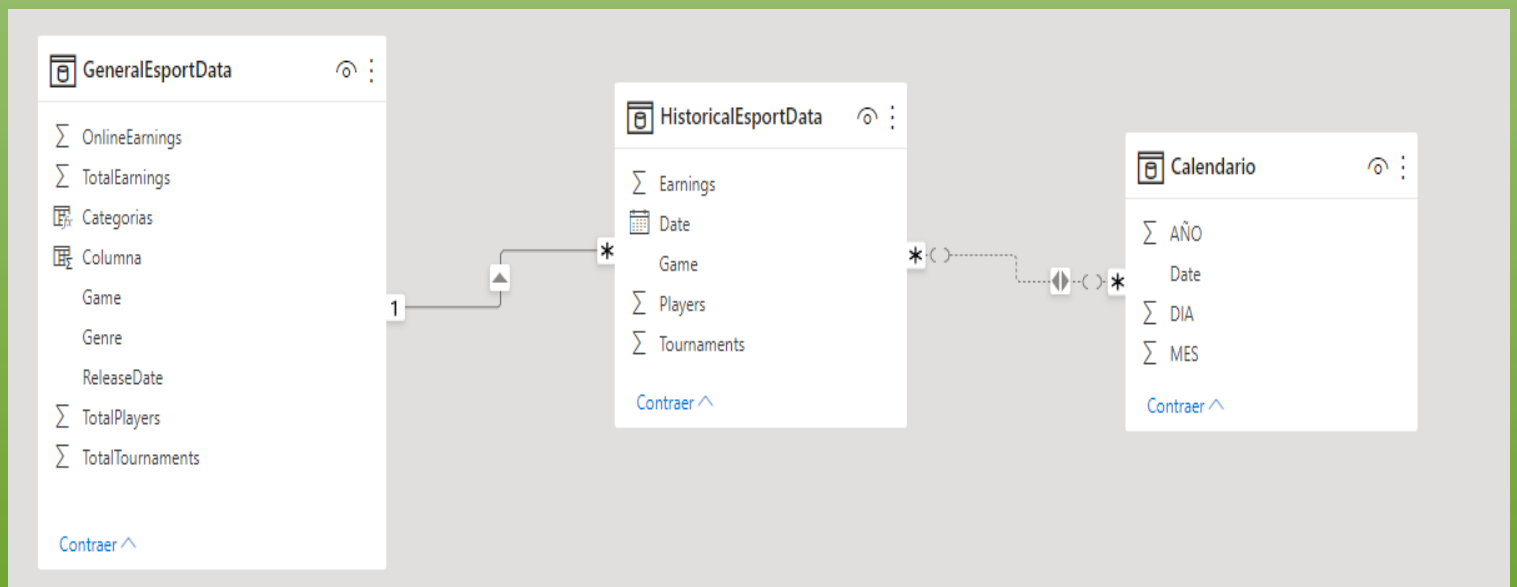 GeneralEsportData
OnlineEarnings
TotalEarnings
Categorias
Columna
Game
Genre
ReleaseDate
TotalPlayers
TotalTournaments
Contraer
1
*
HistoricalEsportData
Earnings
Date
Game
Players
Tournaments
Contraer
*
*
Calendario
AÑO
Date
DIA
MES
Contraer